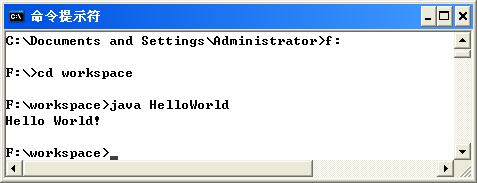 命令提示符
C:\Documents and Settings\Administrator>f:
F:\>cd workspace
F:\workspace>java HelloWorld
Hello World!
F:\workspace>